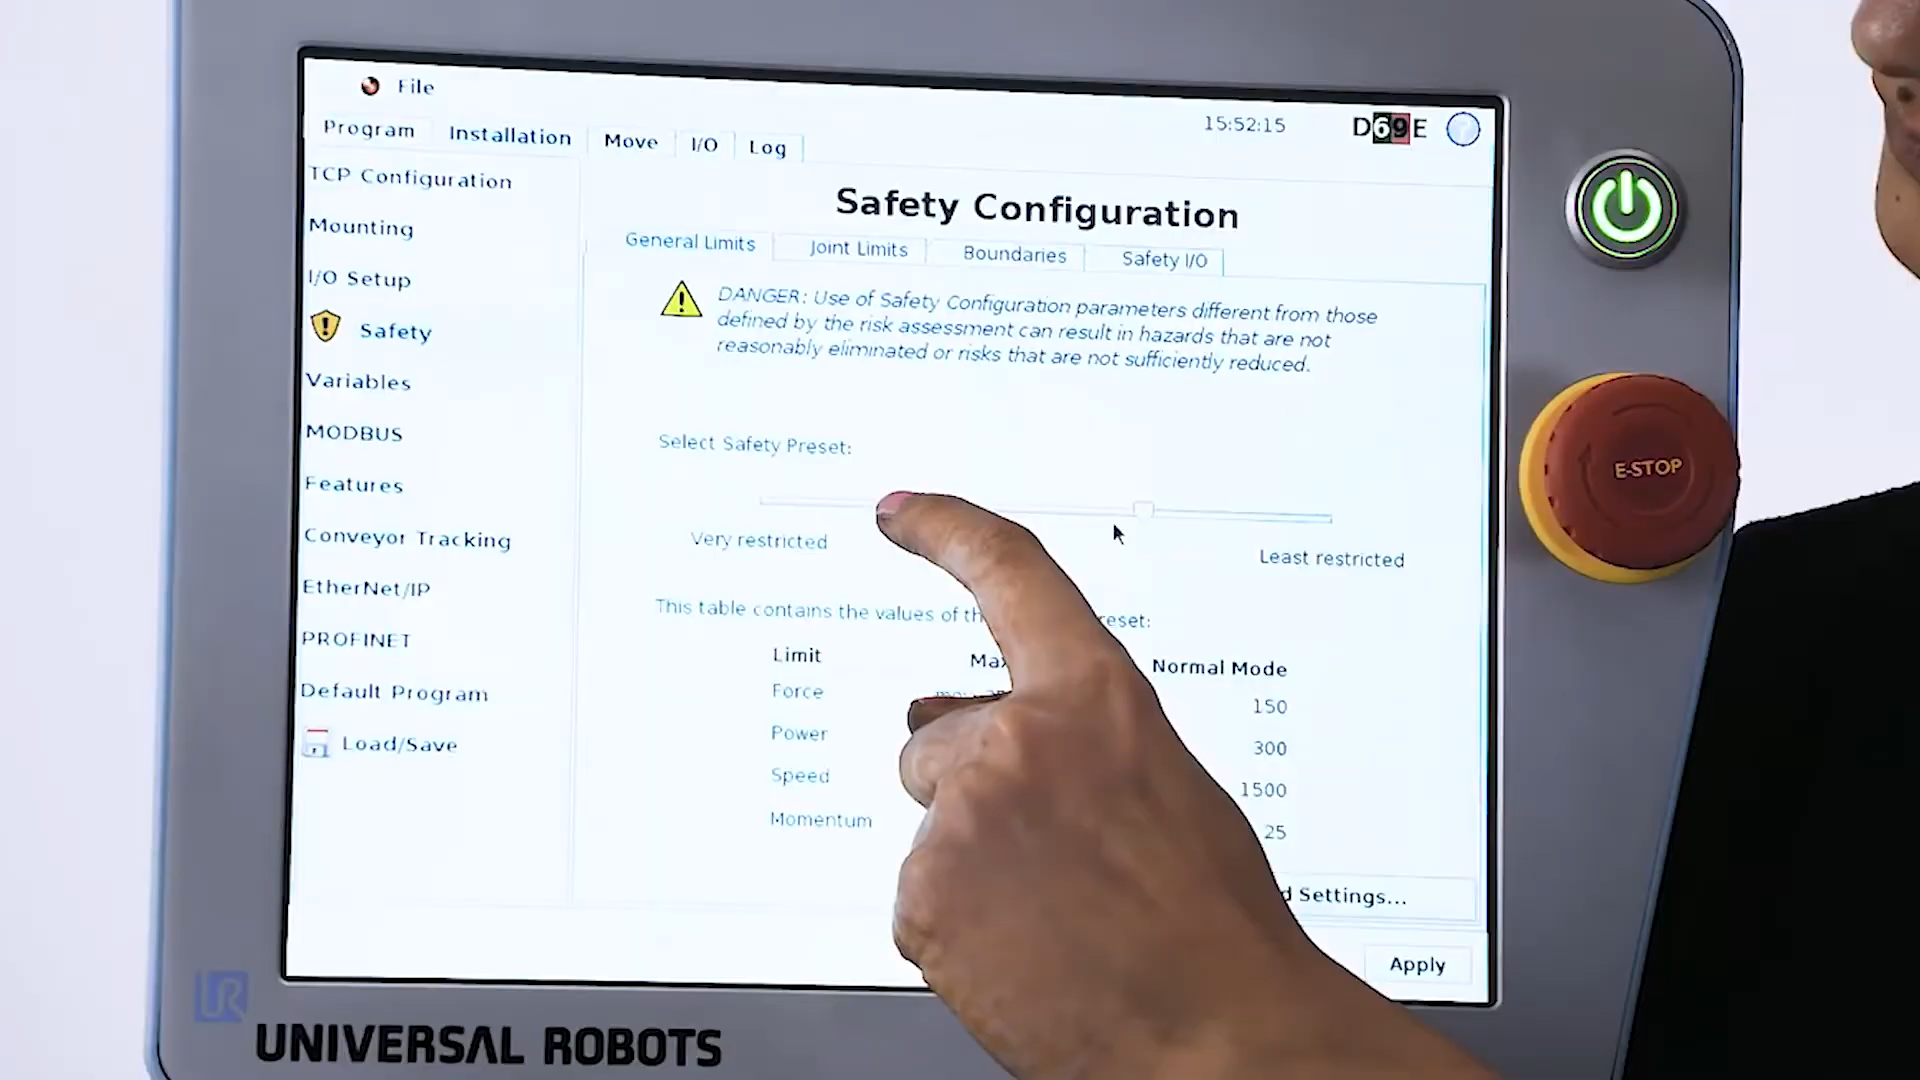 File
Program Installation Move I/O Log
15:52:15
D69E
TCP Configuration
Mounting
I/O Setup
Safety
Variables
MODBUS
Features
Conveyor Tracking
EtherNet/IP
PROFINET
Default Program
Load/Save
Safety Configuration
General Limits Joint Limits Boundaries Safety I/O
DANGER: Use of Safety Configuration parameters different from those
defined by the risk assessment can result in hazards that are not
reasonably eliminated or risks that are not sufficiently reduced.
Select Safety Preset:
Very restricted
Least restricted
This table contains the values of
Limit Normal Mode
Force 150
Power 300
Speed 1500
Momentum 25
Settings...
Apply
E-STOP
UR
UNIVERSAL ROBOTS